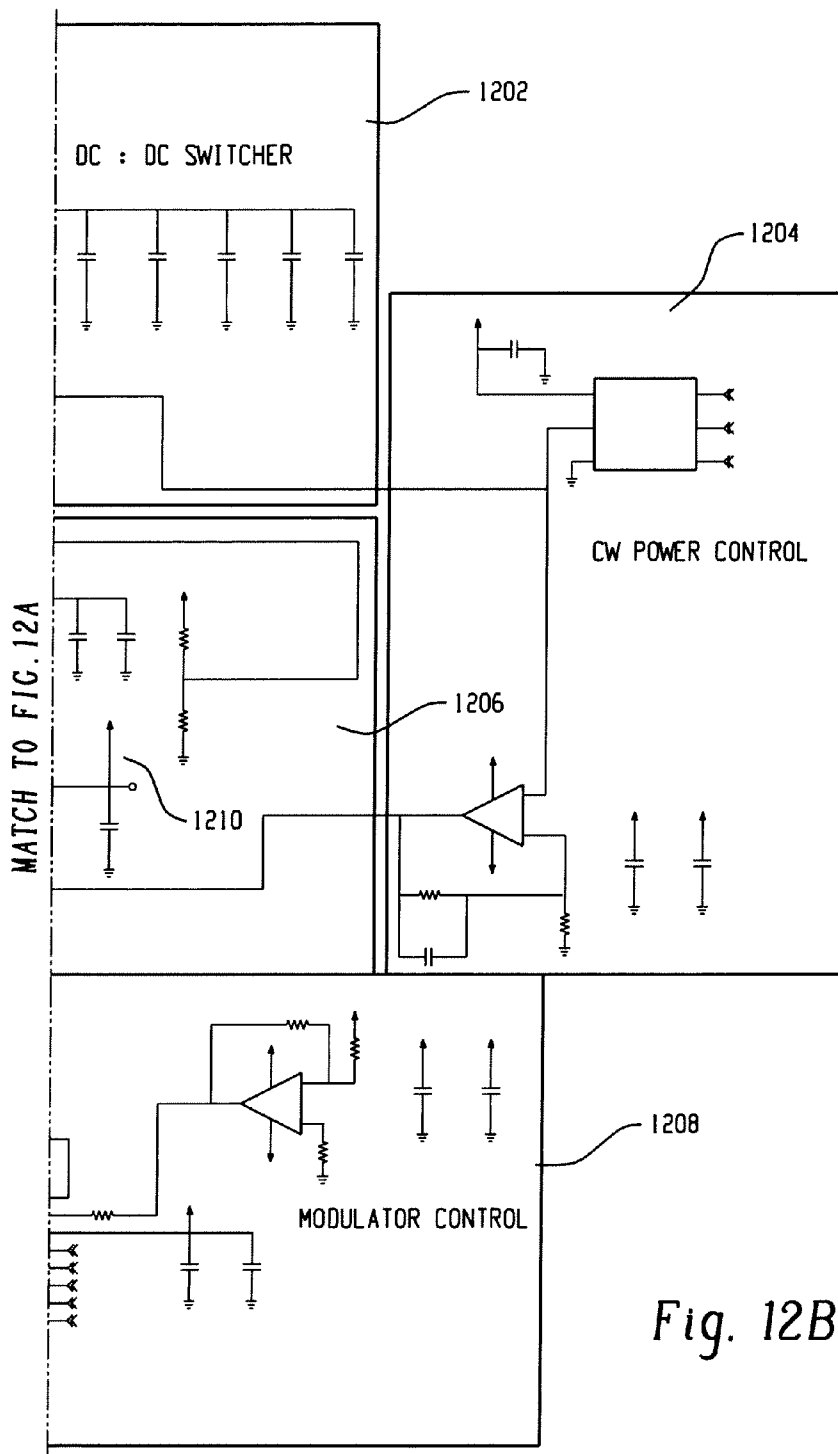 1202
DC : DC SWITCHER
1204
CW POWER CONTROL
MATCH TO FIG.12A
1206
1210
1208
MODULATOR CONTROL
Fig. 12B